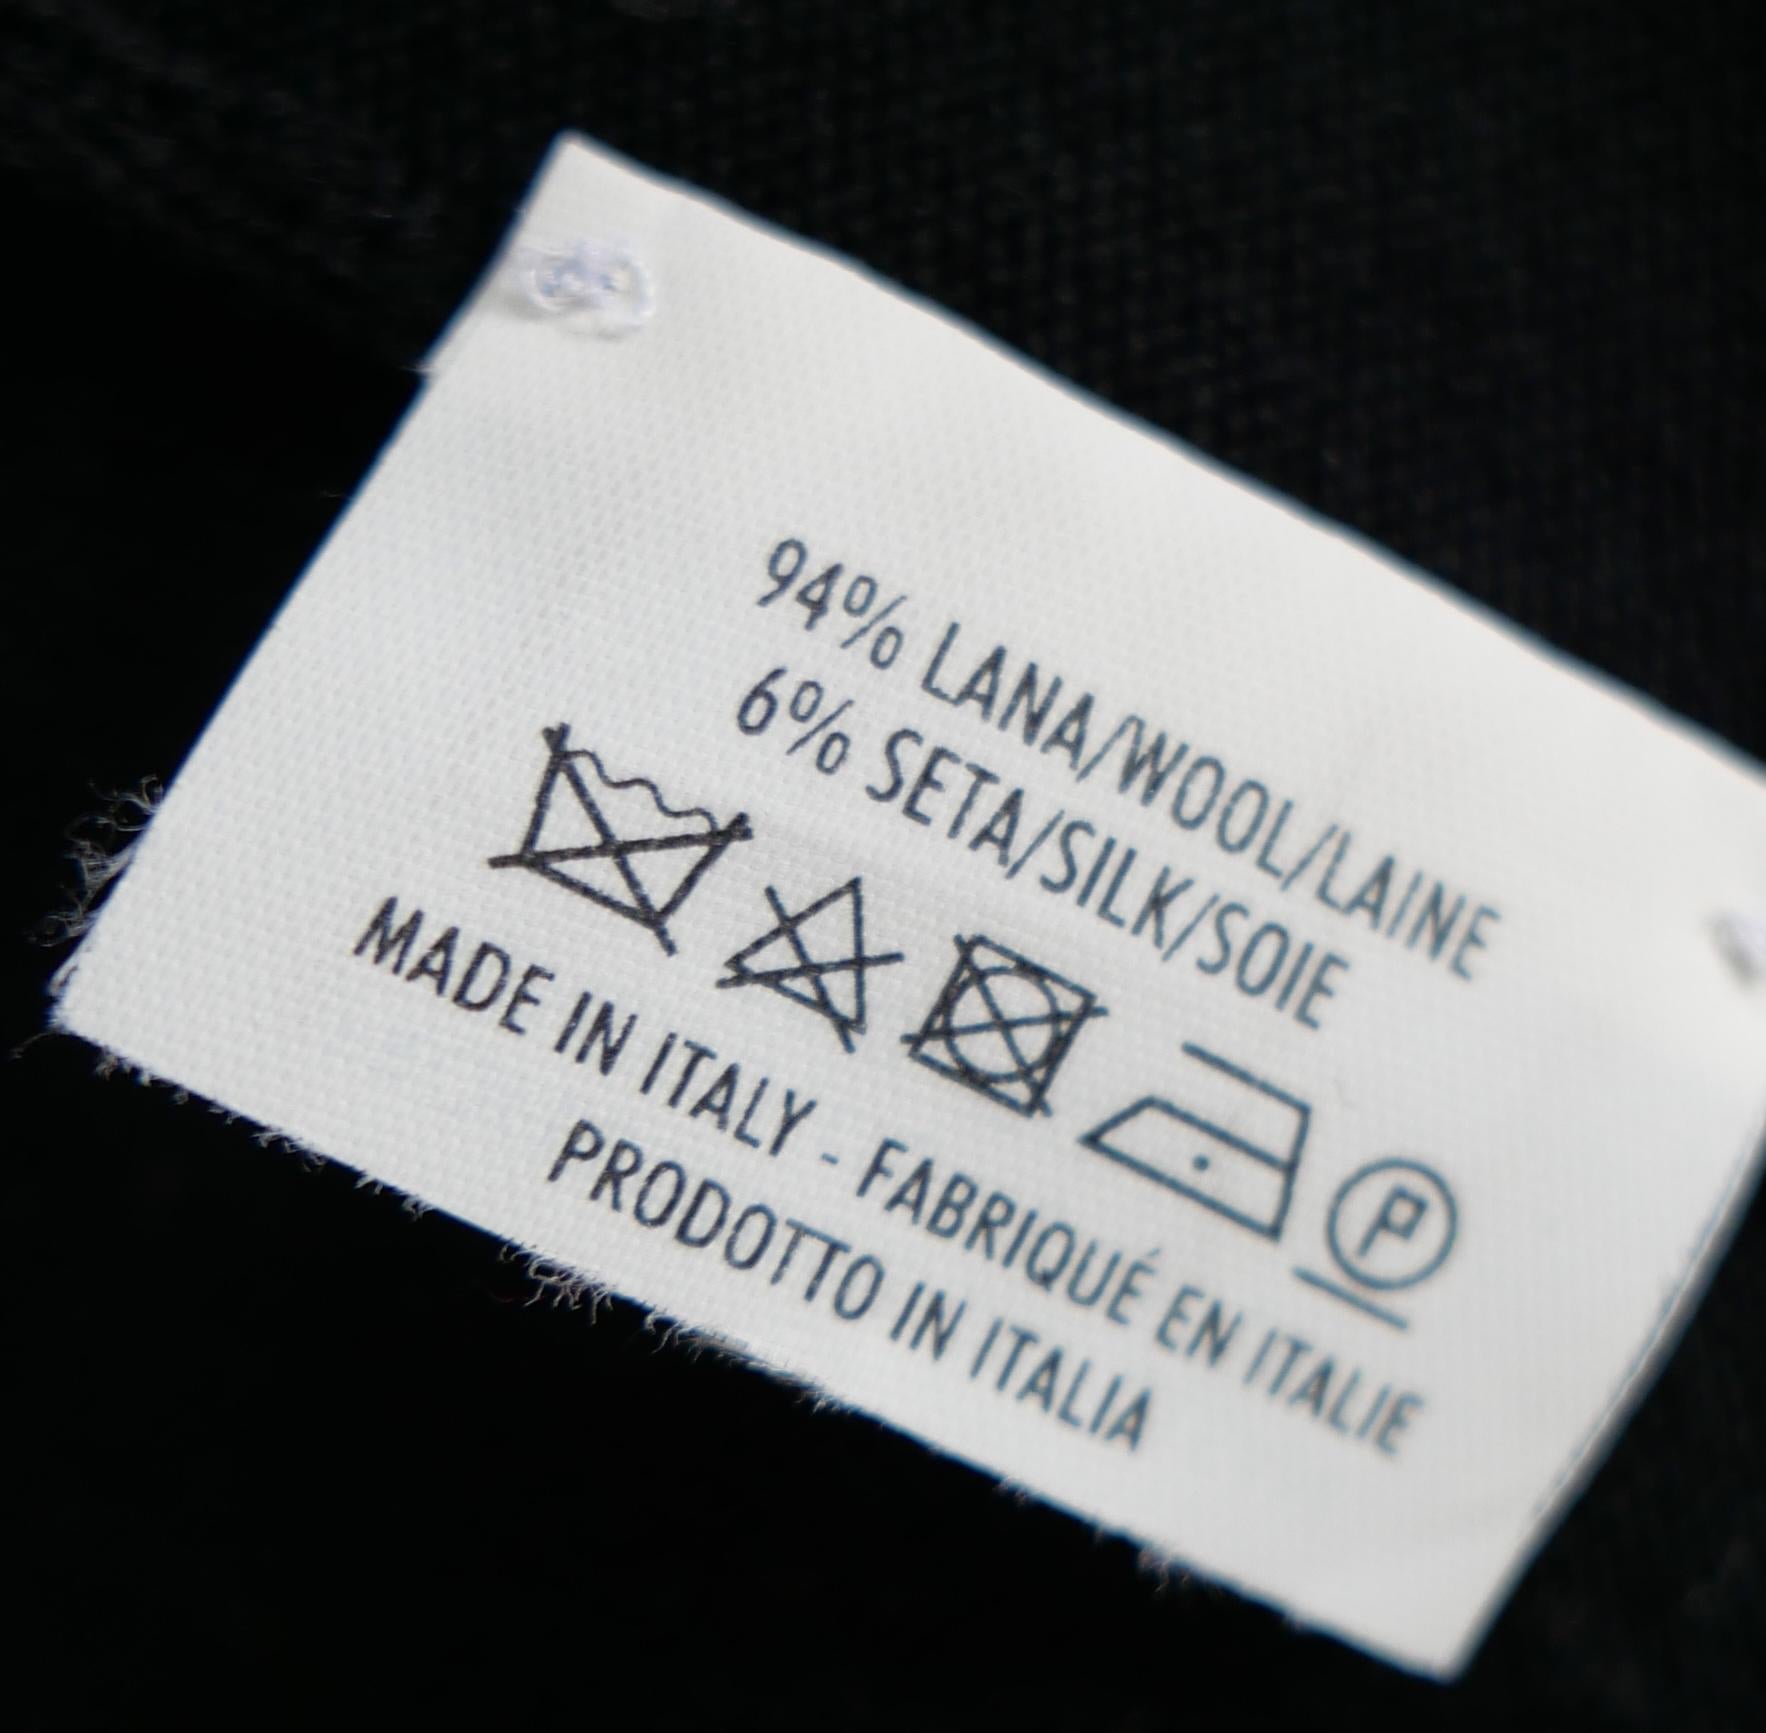 94% LANA/WOOL/LAINE
6% SETA/SILK/SOIE
P
MADE IN ITALY - FABRIQUÉ EN ITALIE
PRODOTTO IN ITALIA